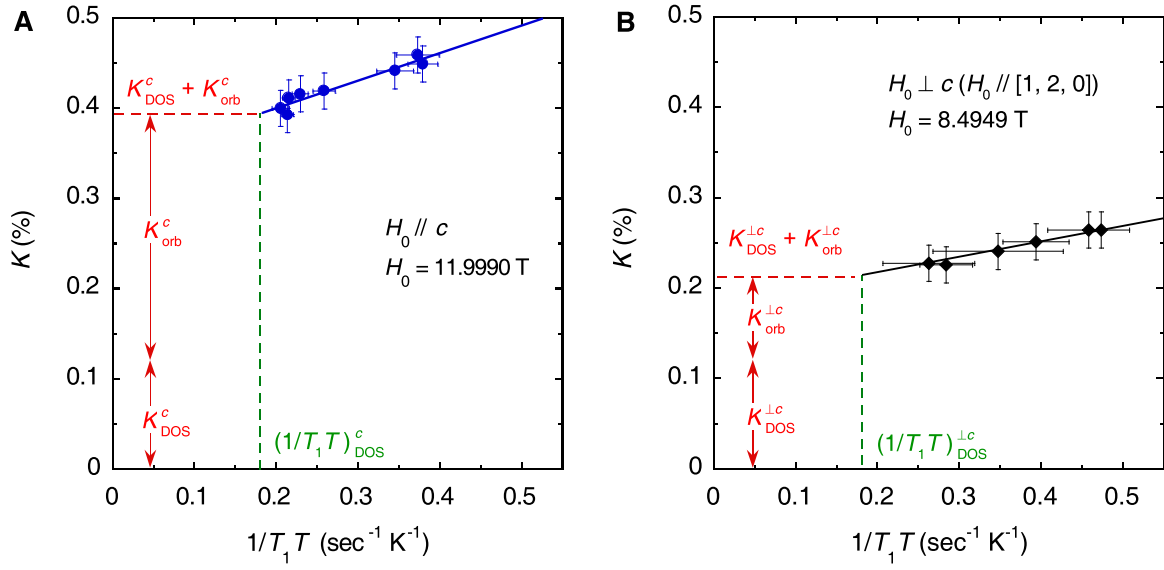 A
K (%)
0.5
0.4
0.3
0.2
0.1
0
K^c_DOS + K^c_orb
K^c_orb
K^c_DOS
H_0 // c
H_0 = 11.9990 T
(1/T_1T)^c_DOS
0 0.1 0.2 0.3 0.4 0.5
1/T_1T (sec^-1 K^-1)
B
K (%)
0.5
0.4
0.3
0.2
0.1
0
H_0 ⊥ c (H_0 // [1, 2, 0])
H_0 = 8.4949 T
K^⊥c_DOS + K^⊥c_orb
K^⊥c_orb
K^⊥c_DOS
(1/T_1T)^⊥c_DOS
0 0.1 0.2 0.3 0.4 0.5
1/T_1T (sec^-1 K^-1)